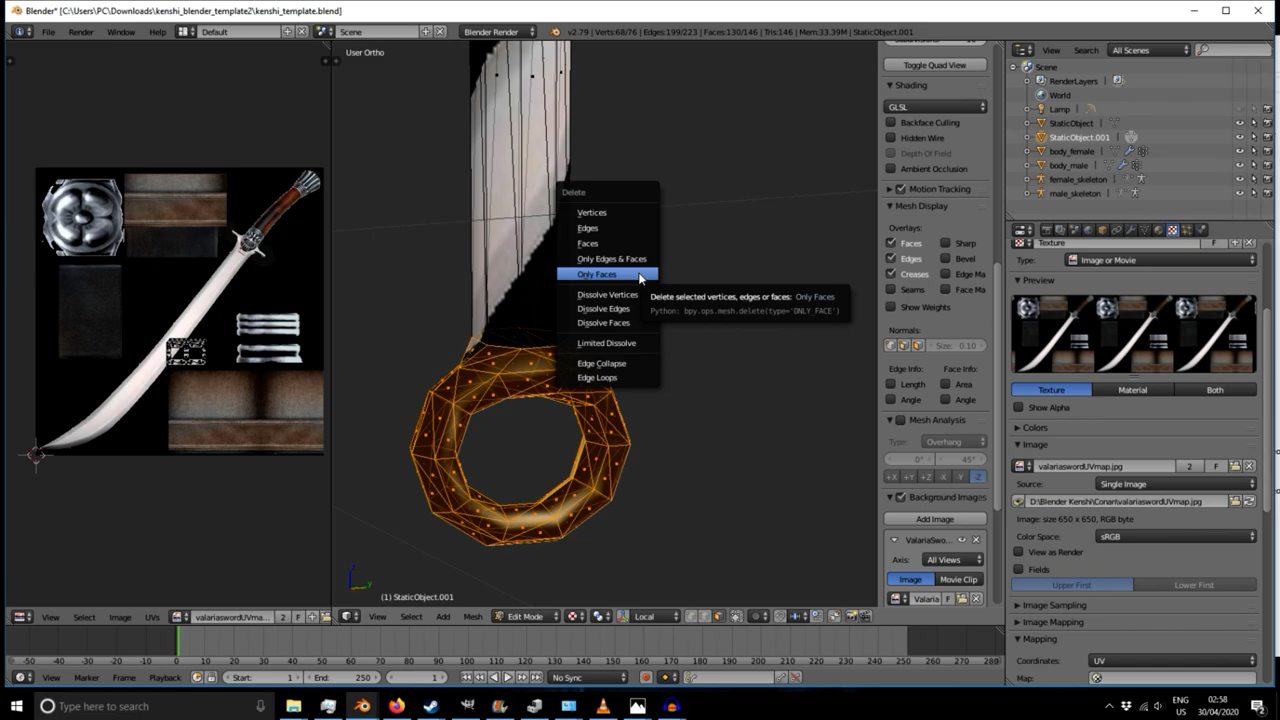 Blender* [C:\Users\PC\Downloads\kenshi_blender_template2\kenshi_template.blend]
File Render Window Help Default Scene Blender Render v2.79 | Verts:68/76 | Edges:199/223 | Faces:130/146 | Tris:146 | Mem:33.39M | StaticObject.001
User Ortho
Delete
Vertices
Edges
Faces
Only Edges & Faces
Only Faces
Dissolve Vertices
Dissolve Edges
Dissolve Faces
Limited Dissolve
Edge Collapse
Edge Loops
Delete selected vertices, edges or faces: Only Faces
Python: bpy.ops.mesh.delete(type='ONLY_FACE')
z
y
(1) StaticObject.001
Toggle Quad View
Shading
GLSL
Backface Culling
Hidden Wire
Depth Of Field
Ambient Occlusion
Motion Tracking
Mesh Display
Overlays:
Faces Sharp
Edges Bevel
Creases Edge Ma
Seams Face Ma
Show Weights
Normals:
Size: 0.10
Edge Info: Face Info:
Length Area
Angle Angle
Mesh Analysis
Type: Overhang
0° 45°
+X +Y +Z -X -Y -Z
Background Images
Add Image
ValariaSwo...
Axis: All Views
Image Movie Clip
Valaria F
View Search All Scenes
Scene
RenderLayers
World
Lamp
StaticObject
StaticObject.001
body_female
body_male
female_skeleton
male_skeleton
Texture F
Type: Image or Movie
Preview
Texture Material Both
Show Alpha
Colors
Image
valariaswordUVmap.jpg 2 F
Source: Single Image
D:\Blender Kenshi\Conan\valariaswordUVmap.jpg
Image: size 650 x 650, RGB byte
Color Space: sRGB
View as Render
Fields
Upper First Lower First
Image Sampling
Image Mapping
Mapping
Coordinates: UV
Map:
View Select Image UVs valariaswordUVma... 2 F
View Select Add Mesh Edit Mode Local
-50 -40 -30 -20 -10 0 10 20 30 40 50 60 70 80 90 100 110 120 130 140 150 160 170 180 190 200 210 220 230 240 250 260 270 280
View Marker Frame Playback Start: 1 End: 250 1 No Sync
Type here to search
ENG
US
02:58
30/04/2020
2